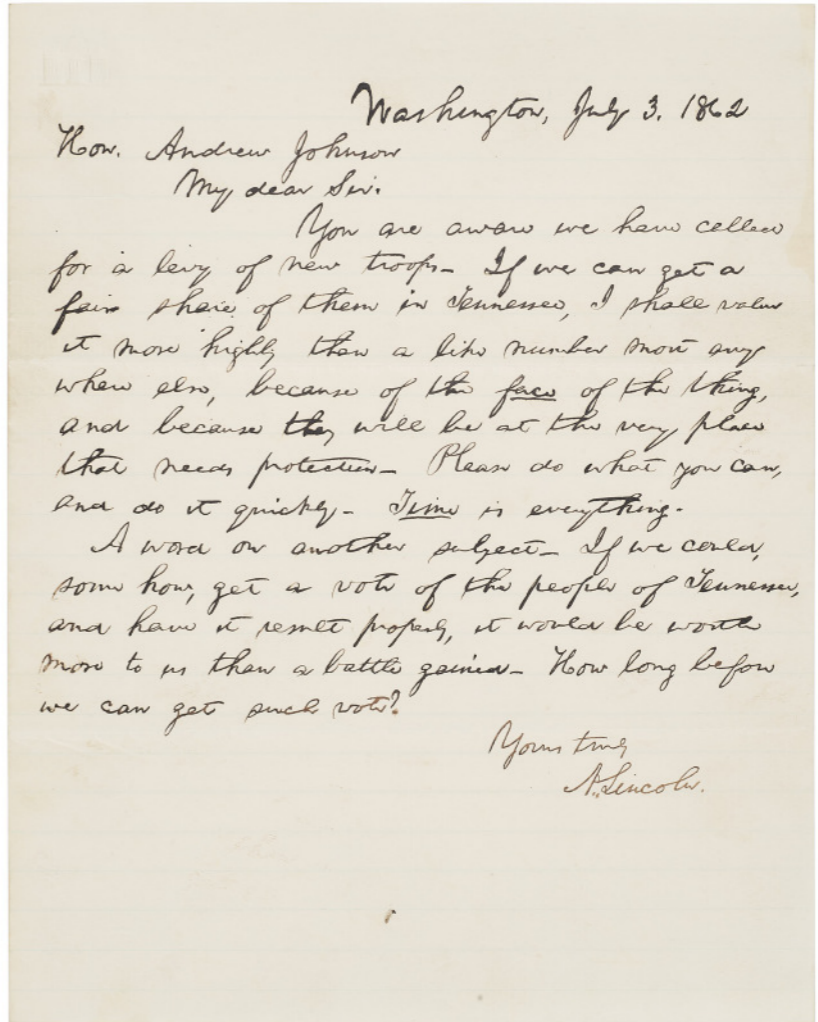 Washington, July 3. 1862
Hon. Andrew Johnson
My dear Sir.
You are aware we have called
for a levy of new troops— If we can get a
fair share of them in Tennessee, I shall value
it more highly than a like number most any
where else, because of the face of the thing,
and because they will be at the very place
that needs protection— Please do what you can,
and do it quickly— Time is everything.
A word on another subject— If we could,
some how, get a vote of the people of Tennessee,
and have it result properly, it would be worth
more to us than a battle gained— How long before
we can get such vote?
Yours truly
A. Lincoln.